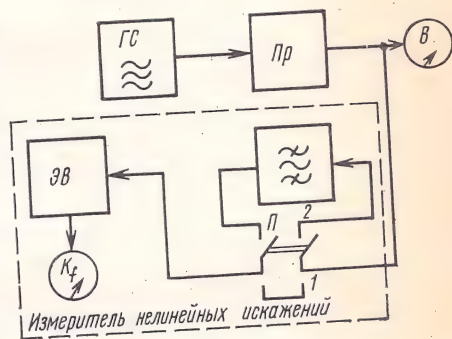 ГС
Пр
В
ЭВ
П
2
K_f
1
Измеритель нелинейных искажений